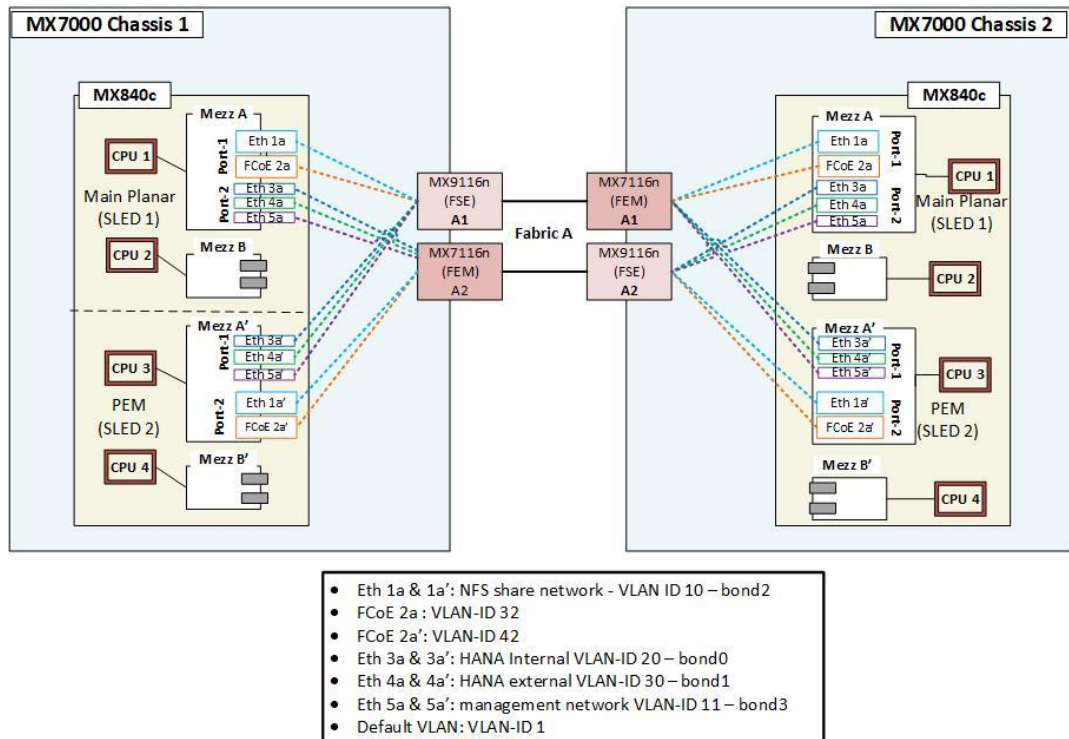 MX7000 Chassis 1
MX840c
Mezz A
Port-1
Eth 1a
FCoE 2a
Port-2
Eth 3a
Eth 4a
Eth 5a
CPU 1
Main Planar
(SLED 1)
CPU 2
Mezz B
Mezz A'
Port-1
Eth 3a'
Eth 4a'
Eth 5a'
Port-2
Eth 1a'
FCoE 2a'
CPU 3
PEM
(SLED 2)
CPU 4
Mezz B'
MX9116n
(FSE)
A1
MX7116n
(FEM)
A2
Fabric A
MX7116n
(FEM)
A1
MX9116n
(FSE)
A2
MX7000 Chassis 2
MX840c
Mezz A
Eth 1a
FCoE 2a
Port-1
Eth 3a
Eth 4a
Eth 5a
Port-2
CPU 1
Main Planar
(SLED 1)
Mezz B
CPU 2
Mezz A'
Eth 3a'
Eth 4a'
Eth 5a'
Port-1
Eth 1a'
FCoE 2a'
Port-2
CPU 3
PEM
(SLED 2)
Mezz B'
CPU 4
• Eth 1a & 1a': NFS share network - VLAN ID 10 – bond2
• FCoE 2a : VLAN-ID 32
• FCoE 2a': VLAN-ID 42
• Eth 3a & 3a': HANA Internal VLAN-ID 20 – bond0
• Eth 4a & 4a': HANA external VLAN-ID 30 – bond1
• Eth 5a & 5a': management network VLAN-ID 11 – bond3
• Default VLAN: VLAN-ID 1